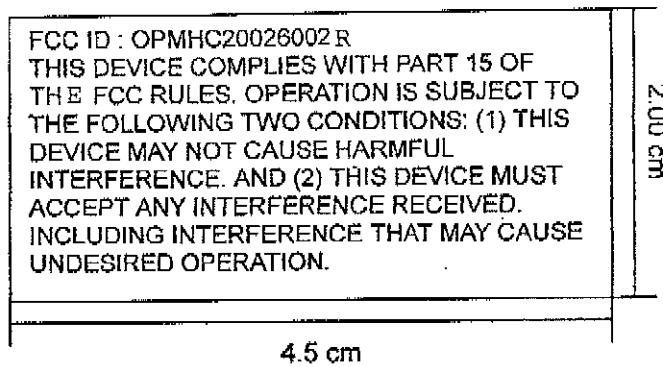 FCC ID : OPMHC20026002R
THIS DEVICE COMPLIES WITH PART 15 OF
THE FCC RULES. OPERATION IS SUBJECT TO
THE FOLLOWING TWO CONDITIONS: (1) THIS
DEVICE MAY NOT CAUSE HARMFUL
INTERFERENCE. AND (2) THIS DEVICE MUST
ACCEPT ANY INTERFERENCE RECEIVED.
INCLUDING INTERFERENCE THAT MAY CAUSE
UNDESIRED OPERATION.
2.00 cm
4.5 cm